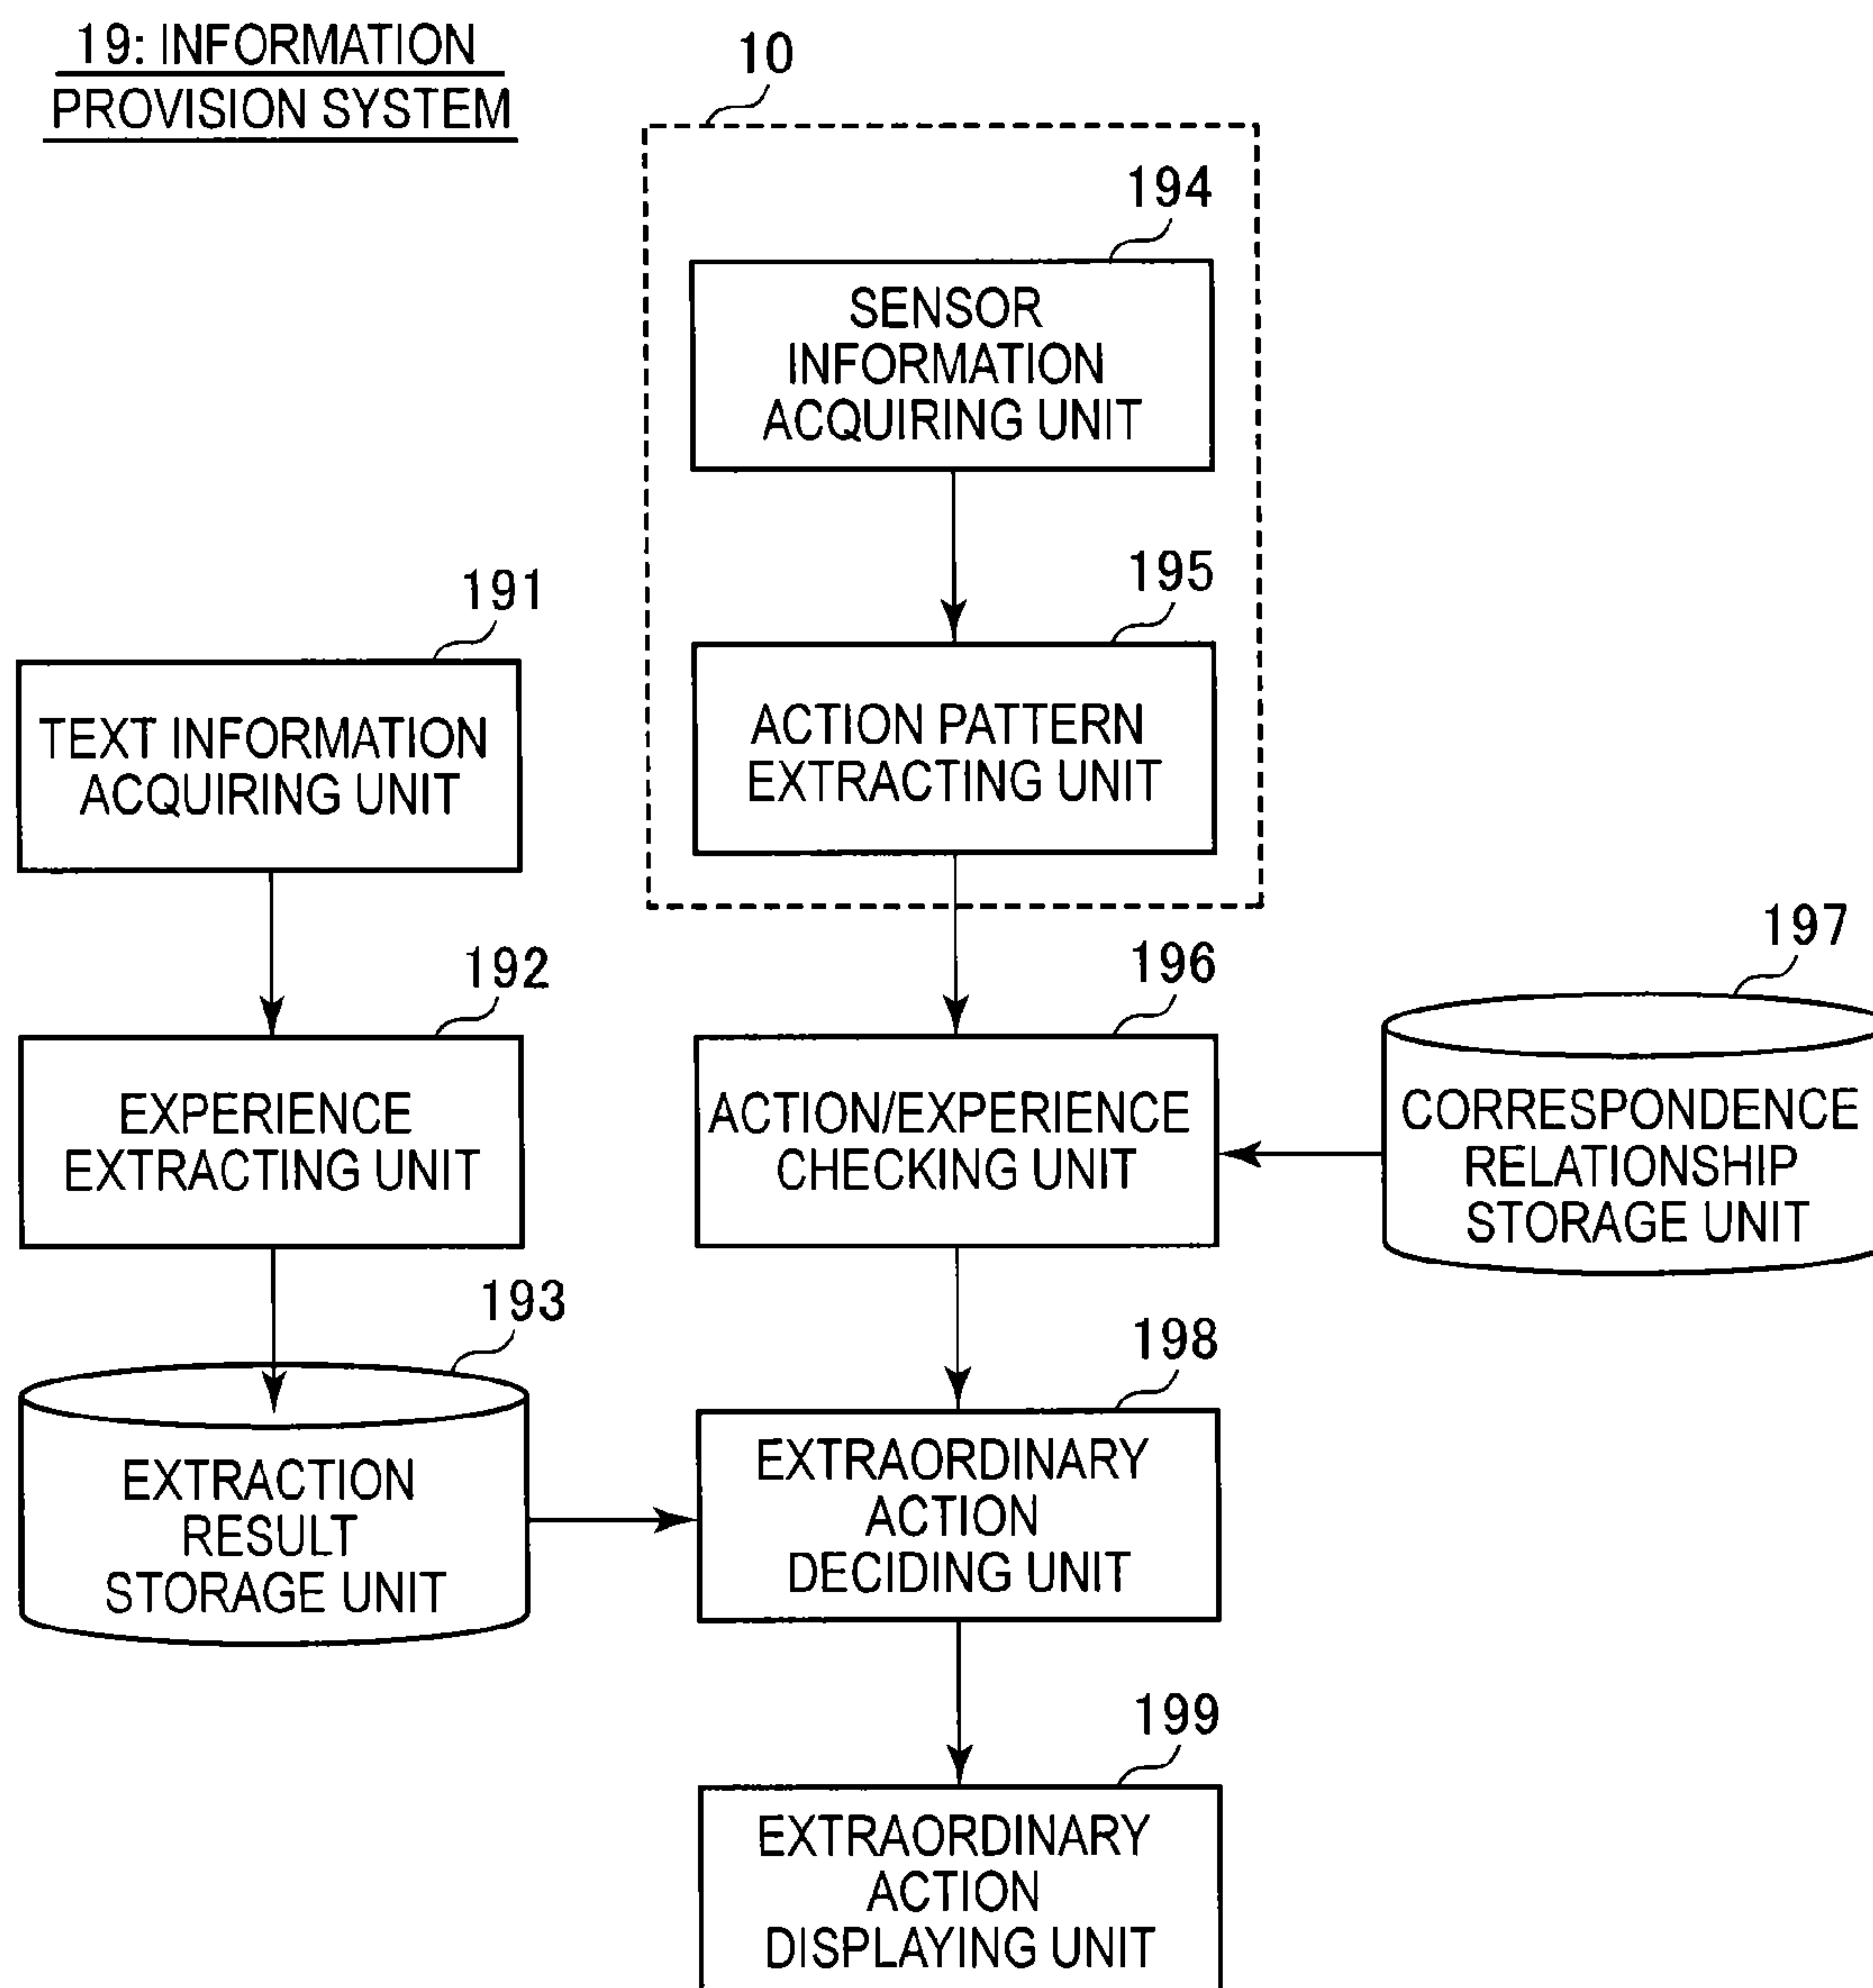 19: INFORMATION
PROVISION SYSTEM
10
194
SENSOR
INFORMATION
ACQUIRING UNIT
195
ACTION PATTERN
EXTRACTING UNIT
191
TEXT INFORMATION
ACQUIRING UNIT
192
EXPERIENCE
EXTRACTING UNIT
196
ACTION/EXPERIENCE
CHECKING UNIT
197
CORRESPONDENCE
RELATIONSHIP
STORAGE UNIT
193
EXTRACTION
RESULT
STORAGE UNIT
198
EXTRAORDINARY
ACTION
DECIDING UNIT
199
EXTRAORDINARY
ACTION
DISPLAYING UNIT